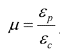 μ = ε_p / ε_c .